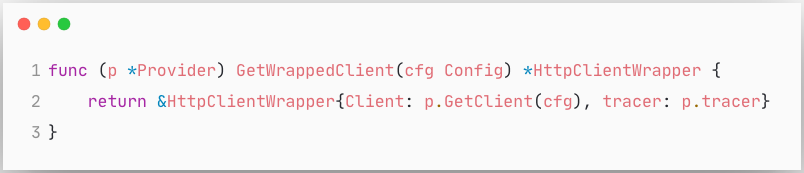 1 func (p *Provider) GetWrappedClient(cfg Config) *HttpClientWrapper {
2     return &HttpClientWrapper{Client: p.GetClient(cfg), tracer: p.tracer}
3 }